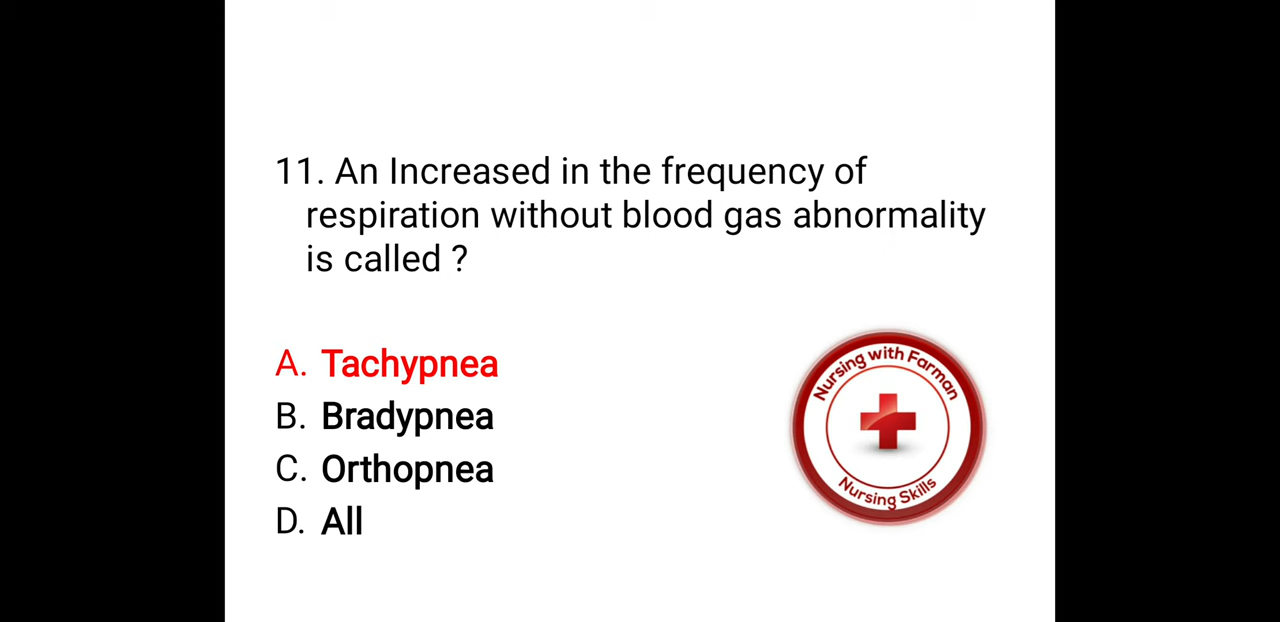 11. An Increased in the frequency of
respiration without blood gas abnormality
is called ?
A. Tachypnea
B. Bradypnea
C. Orthopnea
D. All
Nursing with Farman
Nursing Skills